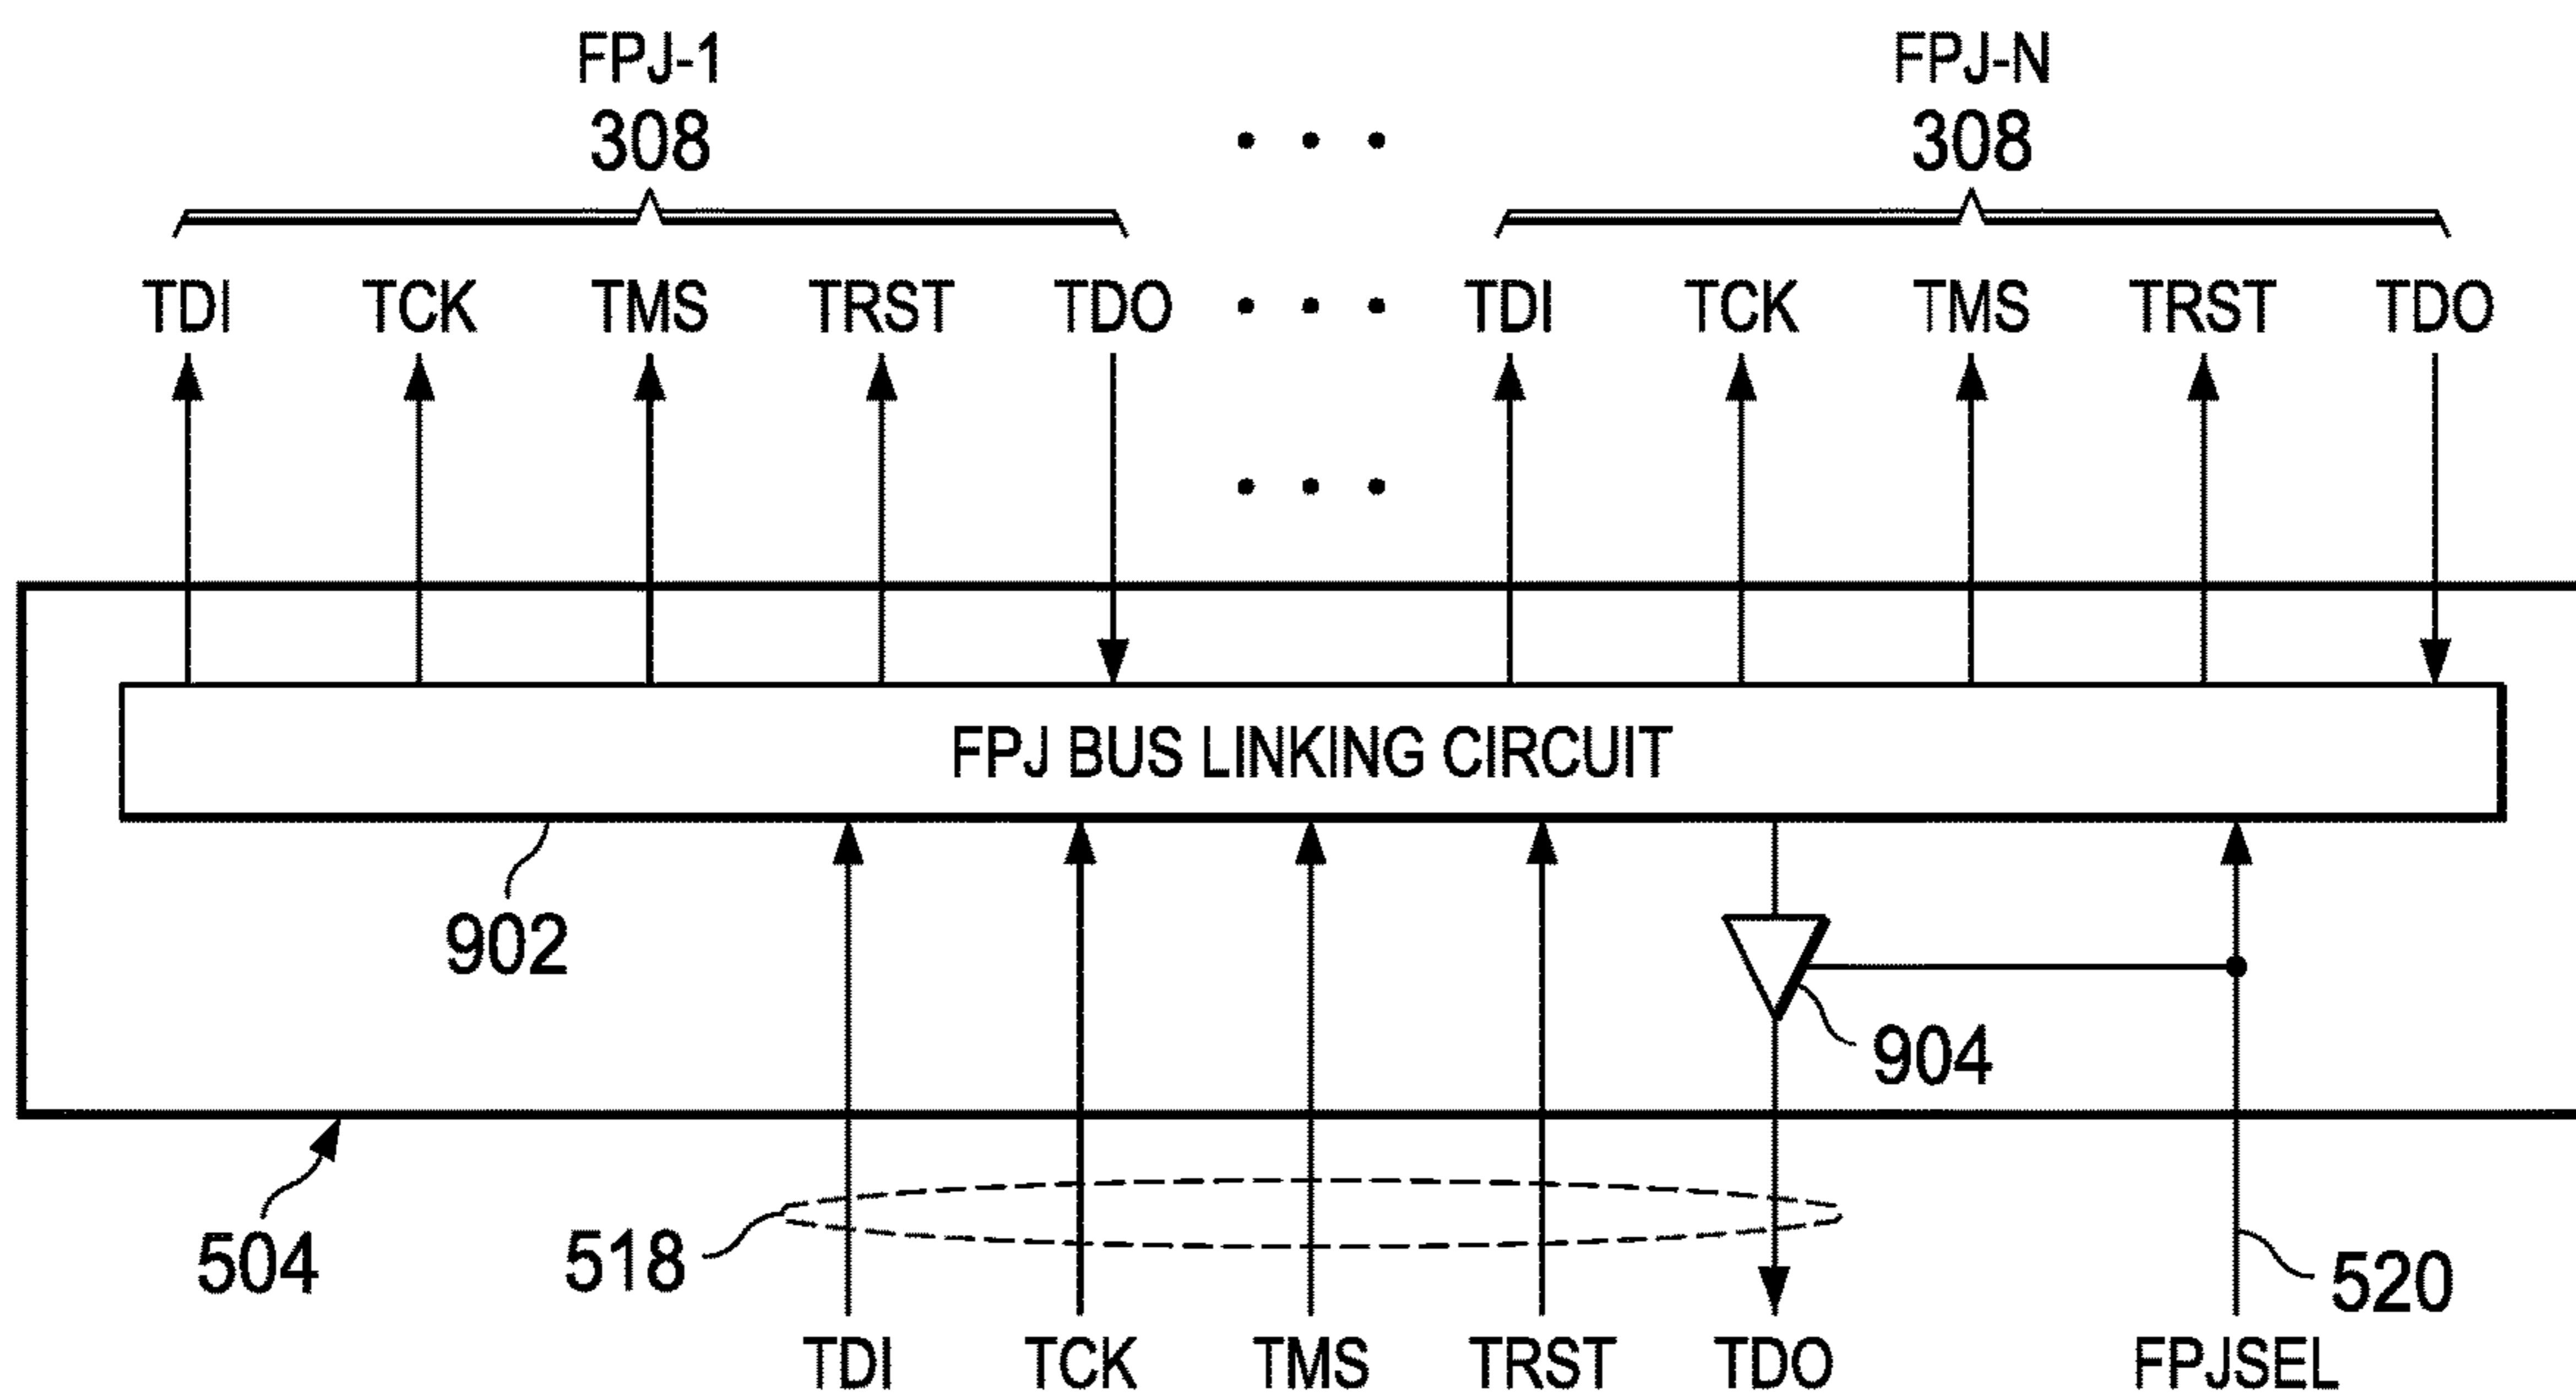 FPJ-1 FPJ-N
308 • • • 308
TDI TCK TMS TRST TDO • • • TDI TCK TMS TRST TDO
• • •
FPJ BUS LINKING CIRCUIT
902
904
504 518 520
TDI TCK TMS TRST TDO FPJSEL